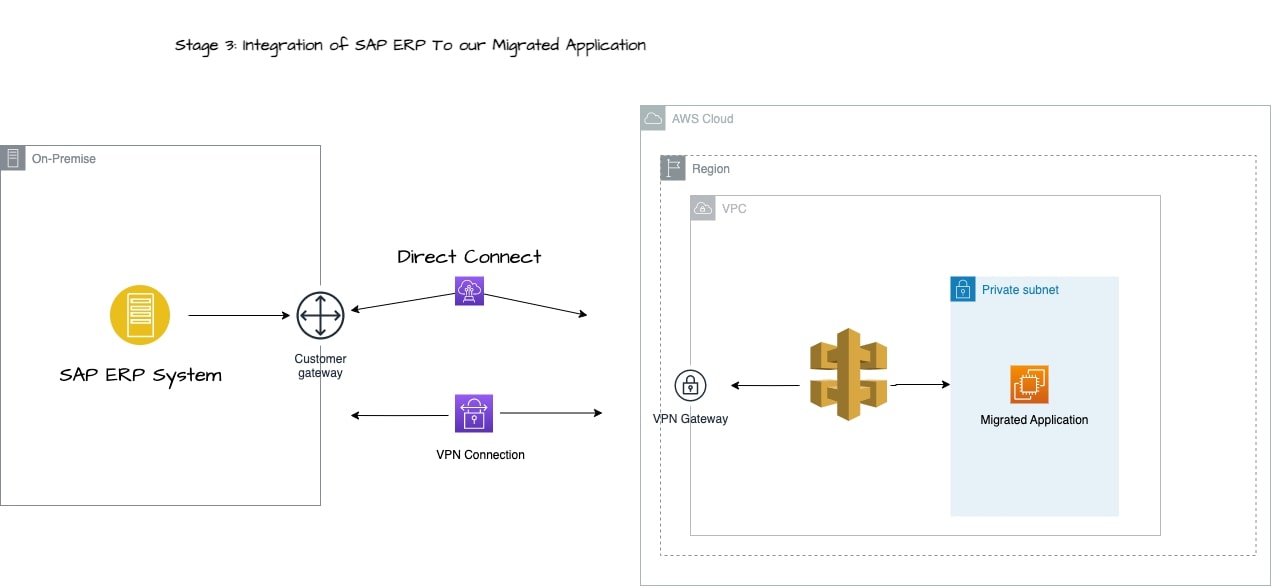 Stage 3: Integration of SAP ERP To our Migrated Application
AWS Cloud
On-Premise
Region
VPC
Direct Connect
Private subnet
Customer
gateway
SAP ERP System
VPN Gateway
Migrated Application
VPN Connection